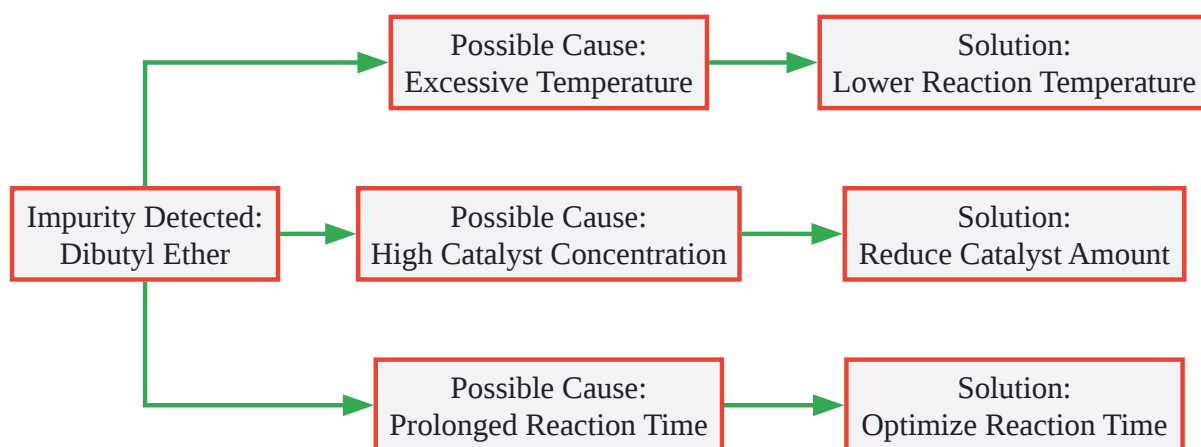 Possible Cause:
Excessive Temperature
Solution:
Lower Reaction Temperature
Impurity Detected:
Dibutyl Ether
Possible Cause:
High Catalyst Concentration
Solution:
Reduce Catalyst Amount
Possible Cause:
Prolonged Reaction Time
Solution:
Optimize Reaction Time